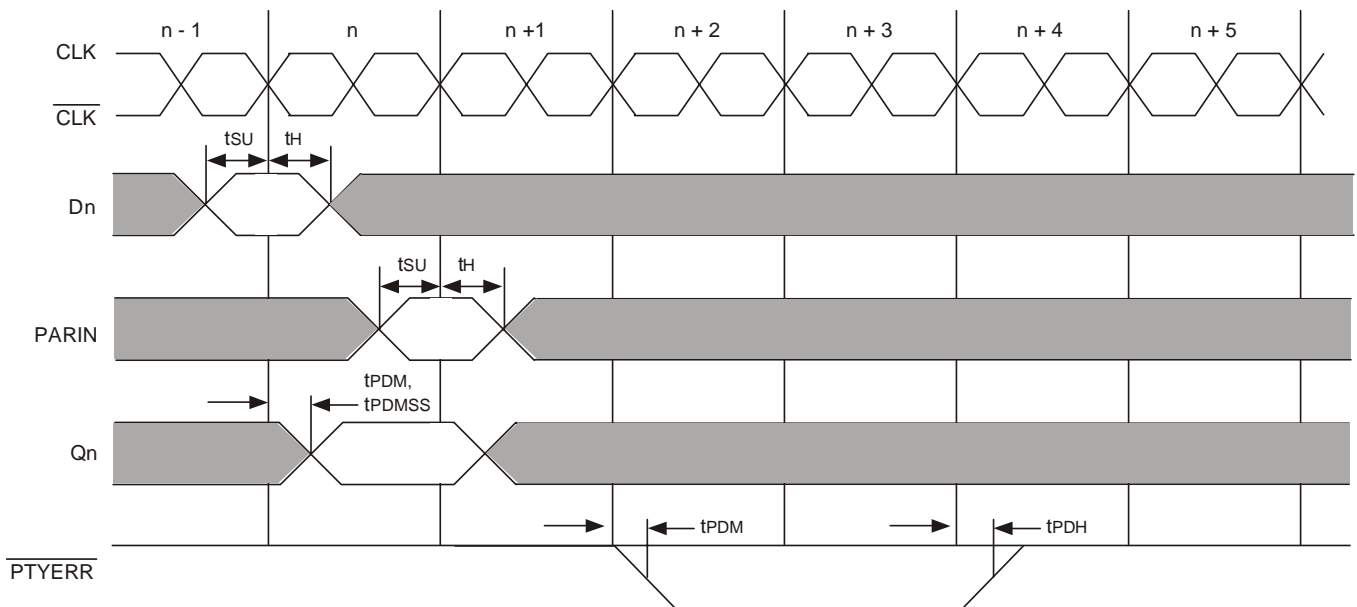 n - 1 n n +1 n + 2 n + 3 n + 4 n + 5
CLK
CLK
tSU tH
Dn
tSU tH
PARIN
tPDM,
tPDMSS
Qn
tPDM tPDH
PTYERR